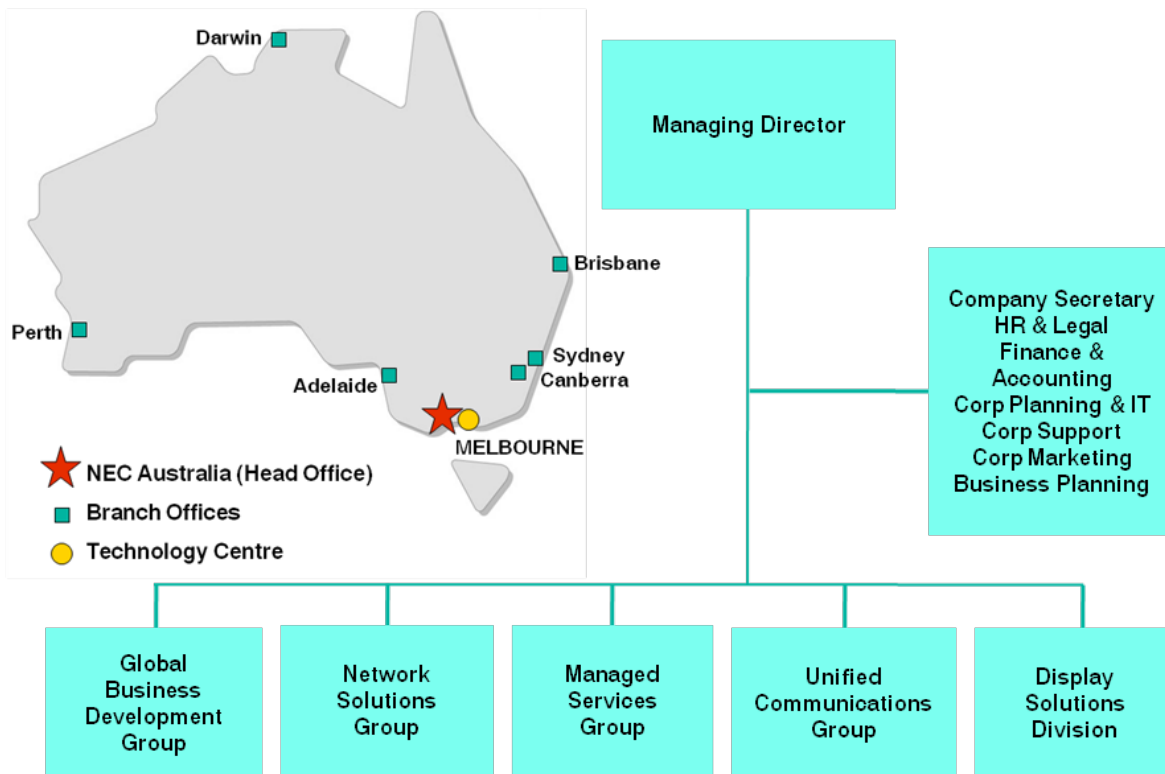 Darwin
Managing Director
Brisbane
Perth
Sydney
Canberra
Adelaide
MELBOURNE
NEC Australia (Head Office)
Branch Offices
Technology Centre
Company Secretary
HR & Legal
Finance &
Accounting
Corp Planning & IT
Corp Support
Corp Marketing
Business Planning
Global
Business
Development
Group
Network
Solutions
Group
Managed
Services
Group
Unified
Communications
Group
Display
Solutions
Division